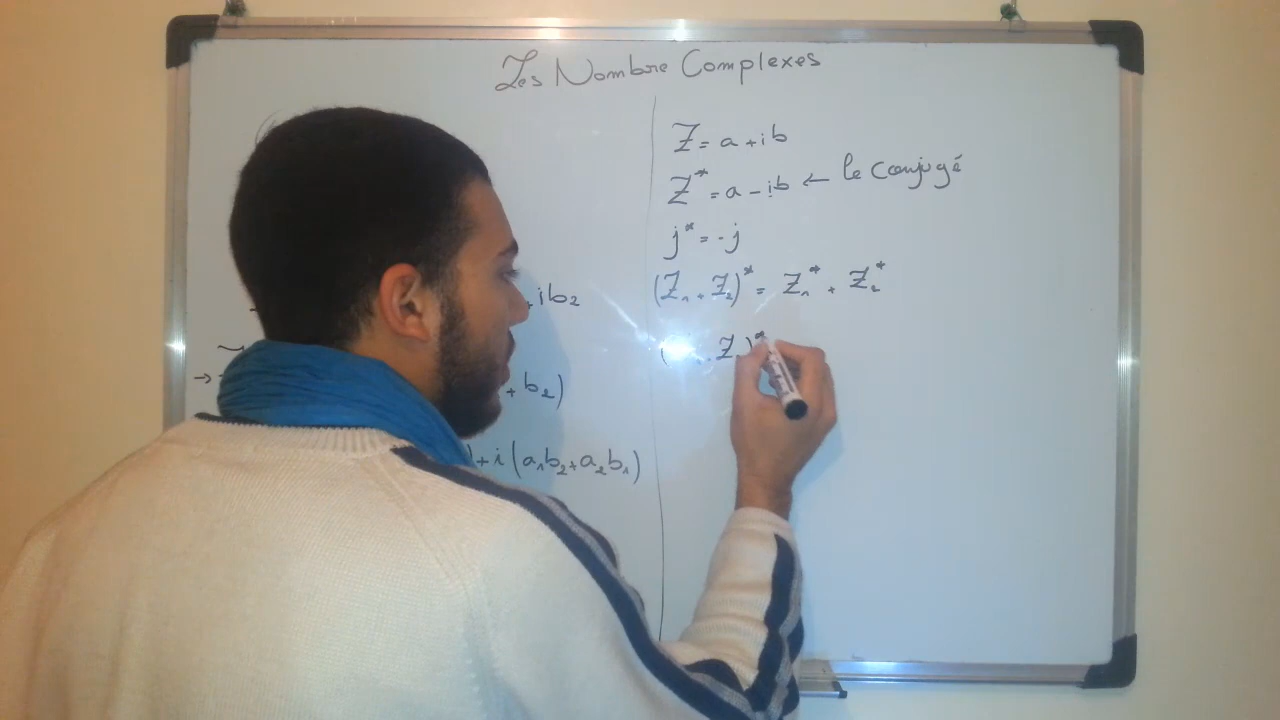 Les Nombre Complexes
+ib₂
→
+b₂)
)+i(a₁b₂+a₂b₁)
Z = a + ib
Z* = a - ib ← le conjugé
j* = -j
(Z₁ + Z₂)* = Z₁* + Z₂*
( . Z )*